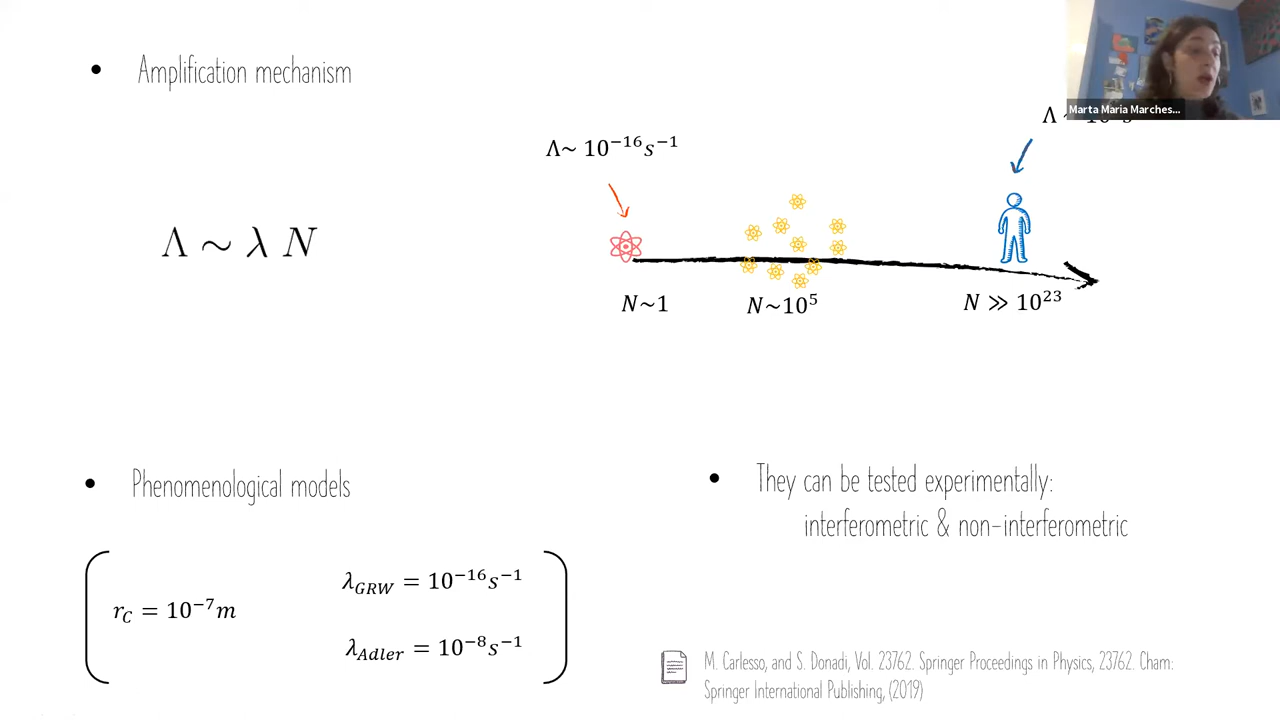 • Amplification mechanism
Marta Maria Marches...
Λ ~
Λ~ 10⁻¹⁶s⁻¹
Λ ~ λ N
N~1
N~10⁵
N ≫ 10²³
• Phenomenological models
• They can be tested experimentally:
interferometric & non-interferometric
λ_GRW = 10⁻¹⁶s⁻¹
r_C = 10⁻⁷m
λ_Adler = 10⁻⁸s⁻¹
M. Carlesso, and S. Donadi, Vol. 23762. Springer Proceedings in Physics, 23762. Cham:
Springer International Publishing, (2019)